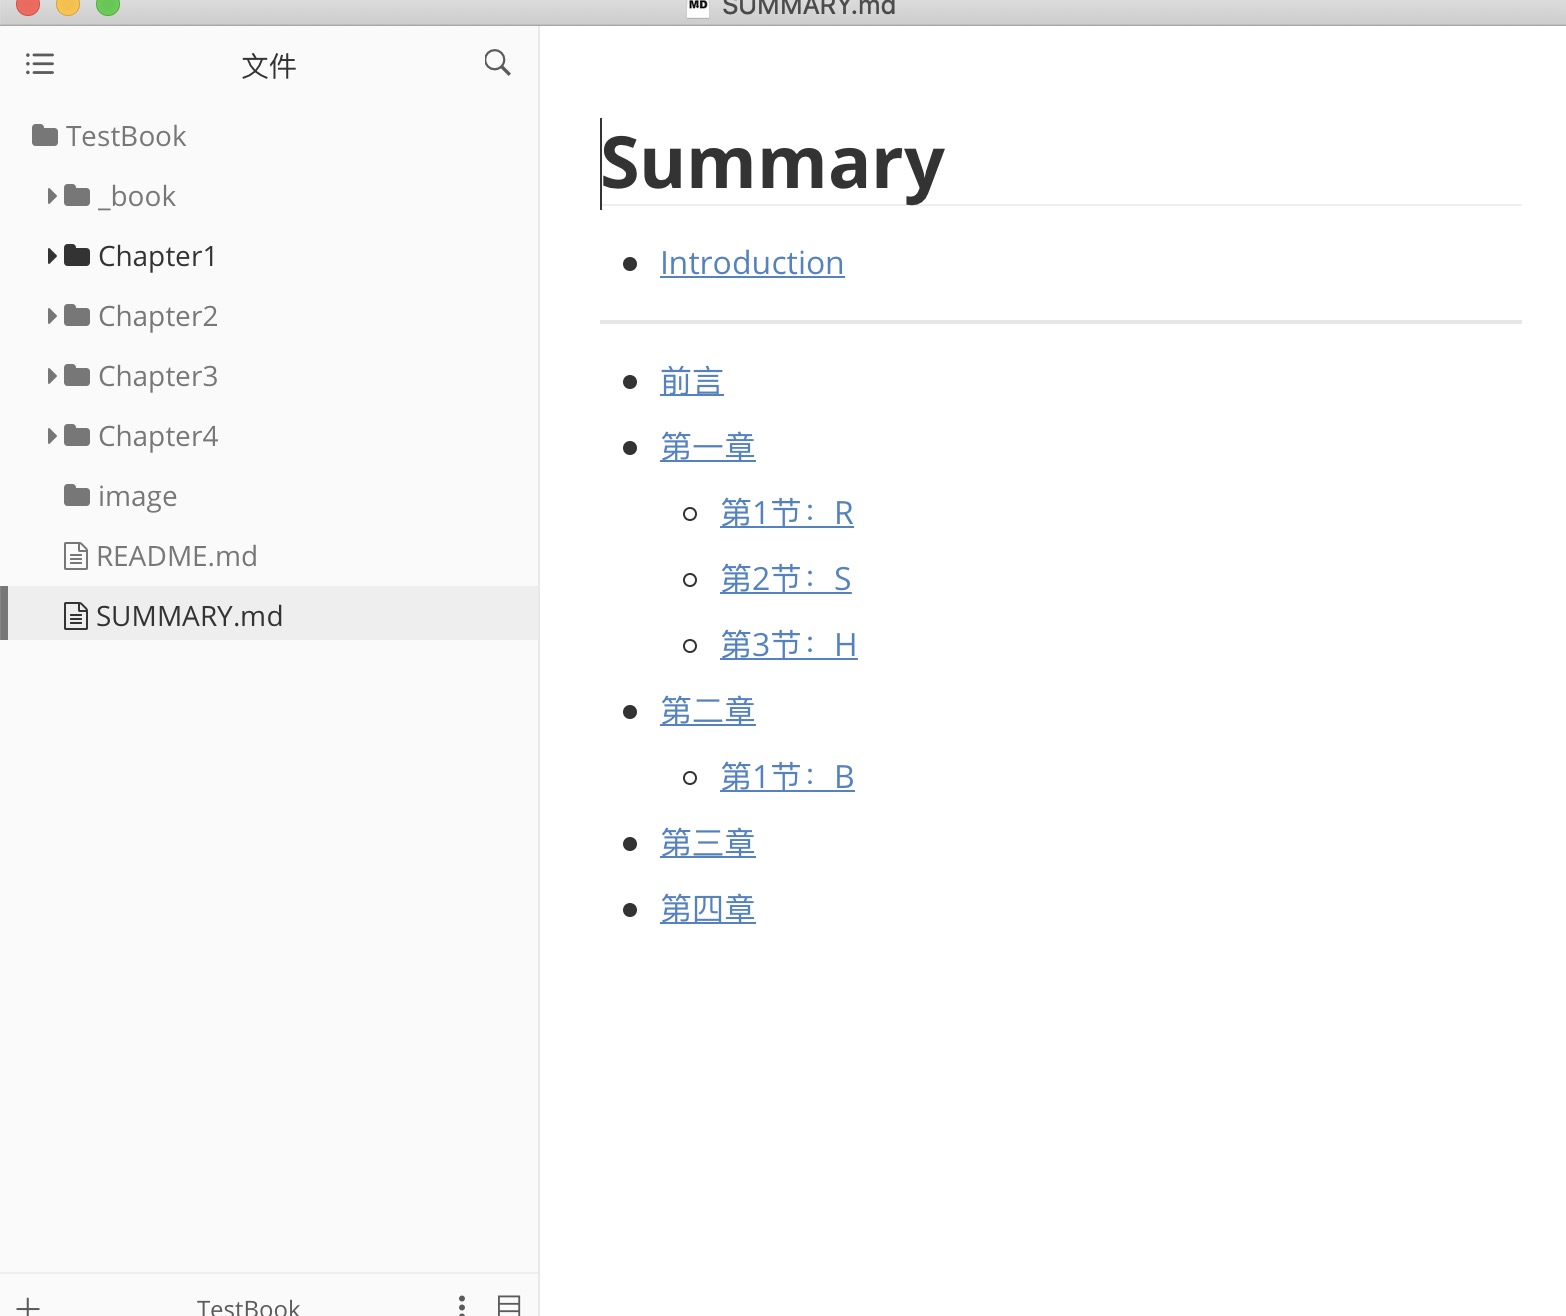 MD SUMMARY.md
文件
TestBook
_book
Chapter1
Chapter2
Chapter3
Chapter4
image
README.md
SUMMARY.md
TestBook
Summary
Introduction
前言
第一章
第1节：R
第2节：S
第3节：H
第二章
第1节：B
第三章
第四章